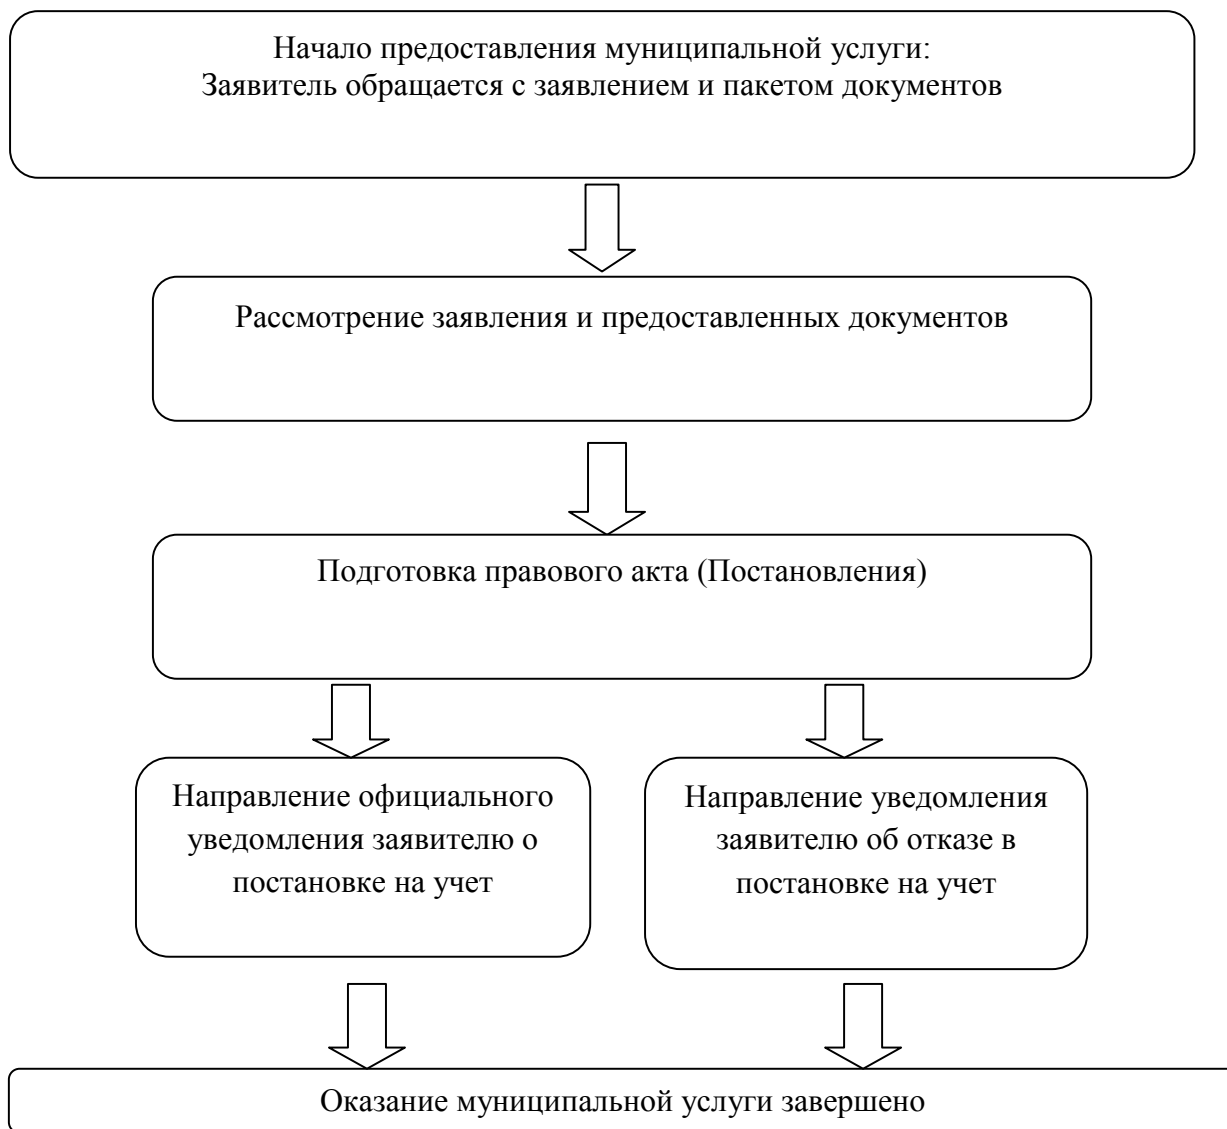 Начало предоставления муниципальной услуги:
Заявитель обращается с заявлением и пакетом документов
Рассмотрение заявления и предоставленных документов
Подготовка правового акта (Постановления)
Направление официального
уведомления заявителю о
постановке на учет
Направление уведомления
заявителю об отказе в
постановке на учет
Оказание муниципальной услуги завершено